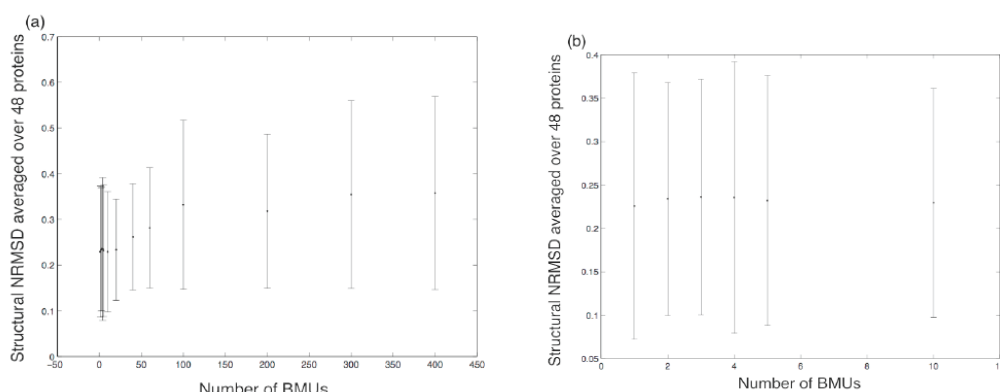 (a)
0.7
0.6
0.5
0.4
0.3
0.2
0.1
0
-50 0 50 100 150 200 250 300 350 400 450
Structural NRMSD averaged over 48 proteins
Number of BMUs
(b)
0.4
0.35
0.3
0.25
0.2
0.15
0.1
0.05
0 2 4 6 8 10 12
Structural NRMSD averaged over 48 proteins
Number of BMUs